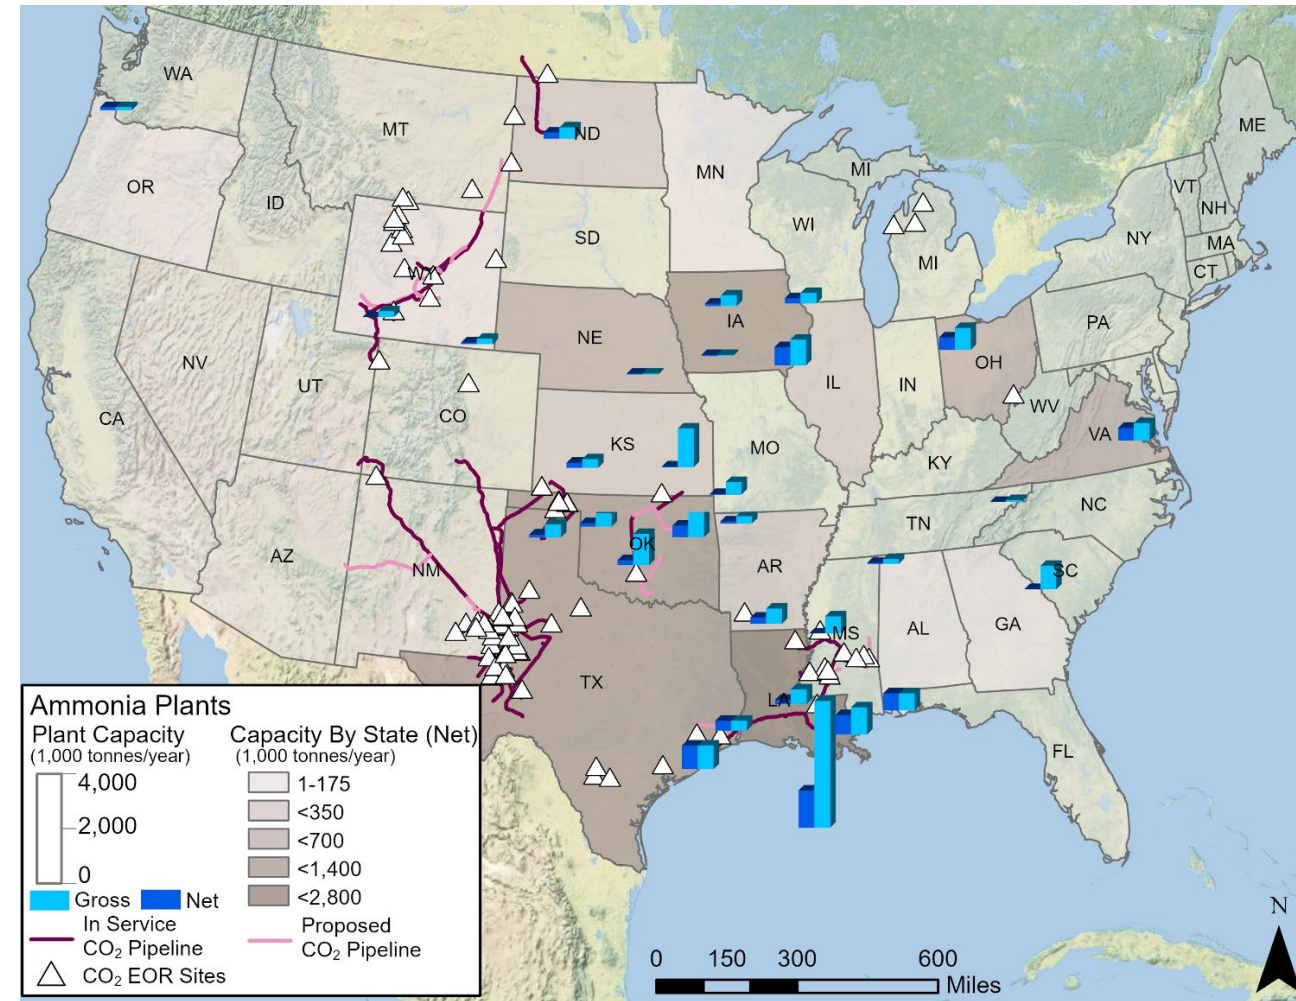 WA
MT
ND
MN
ME
MI
VT
OR
ID
NH
WI
SD
NY
MA
MI
CT
WY
IA
PA
NE
NV
OH
UT
IL
IN
WV
CO
CA
VA
KS
MO
KY
NC
TN
AZ
NM
OK
AR
SC
MS
AL
GA
TX
LA
FL
Ammonia Plants
Plant Capacity
(1,000 tonnes/year)
4,000
2,000
0
Gross Net
In Service
CO₂ Pipeline
CO₂ EOR Sites
Capacity By State (Net)
(1,000 tonnes/year)
1-175
<350
<700
<1,400
<2,800
Proposed
CO₂ Pipeline
0 150 300 600
Miles
N